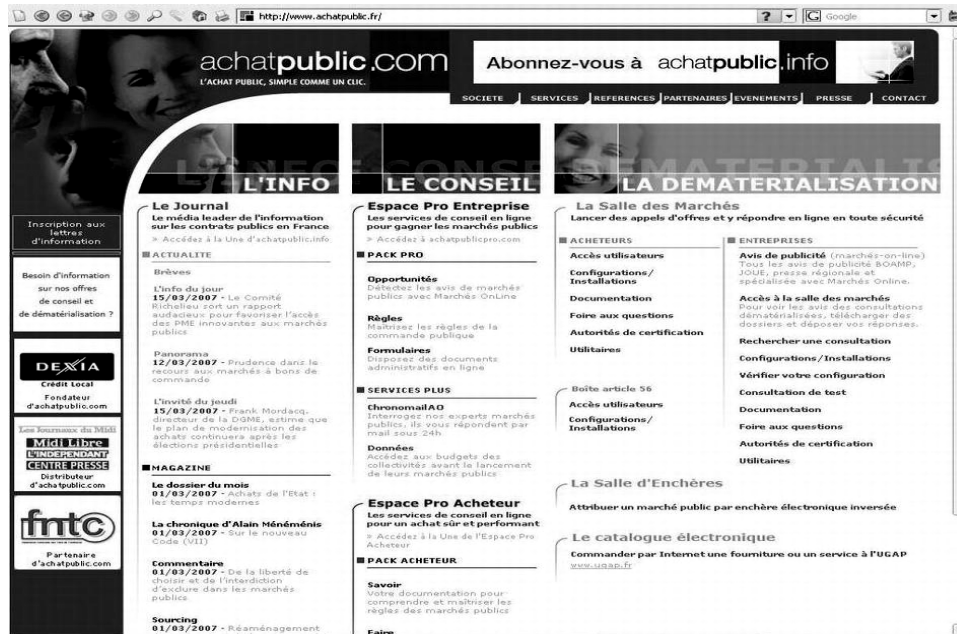 http://www.achatpublic.fr/
? Google
achatpublic.com
L'ACHAT PUBLIC, SIMPLE COMME UN CLIC.
Abonnez-vous à achatpublic.info
SOCIETE SERVICES REFERENCES PARTENAIRES EVENEMENTS PRESSE CONTACT
Inscription aux
lettres
d'information
Besoin d'information
sur nos offres
de conseil et
de dématérialisation ?
DEXIA
Crédit Local
Fondateur
d'achatpublic.com
Les Journaux du Midi
Midi Libre
L'INDEPENDANT
CENTRE PRESSE
Distributeur
d'achatpublic.com
fntc
Partenaire
d'achatpublic.com
L'INFO
Le Journal
Le média leader de l'information
sur les contrats publics en France
> Accédez à la Une d'achatpublic.info
ACTUALITE
Brèves
L'info du jour
15/03/2007 - Le Comité
Richelieu sort un rapport
audacieux pour favoriser l'accès
des PME innovantes aux marchés
publics
Panorama
12/03/2007 - Prudence dans le
recours aux marchés à bons de
commande
L'invité du jeudi
15/03/2007 - Frank Mordacq,
directeur de la DGME, estime que
le plan de modernisation des
achats continuera après les
élections présidentielles
MAGAZINE
Le dossier du mois
01/03/2007 - Achats de l'Etat :
les temps modernes
La chronique d'Alain Ménéménis
01/03/2007 - Sur le nouveau
Code (VII)
Commentaire
01/03/2007 - De la liberté de
choisir et de l'interdiction
d'exclure dans les marchés
publics
Sourcing
01/03/2007 - Réaménagement
LE CONSEIL
Espace Pro Entreprise
Les services de conseil en ligne
pour gagner les marchés publics
> Accédez à achatpublicpro.com
PACK PRO
Opportunités
Détectez les avis de marchés
publics avec Marchés OnLine
Règles
Maîtrisez les règles de la
commande publique
Formulaires
Disposez des documents
administratifs en ligne
SERVICES PLUS
ChronomailAO
Interrogez nos experts marchés
publics, ils vous répondent par
mail sous 24h
Données
Accédez aux budgets des
collectivités avant le lancement
de leurs marchés publics
Espace Pro Acheteur
Les services de conseil en ligne
pour un achat sûr et performant
> Accédez à la Une de l'Espace Pro
Acheteur
PACK ACHETEUR
Savoir
Votre documentation pour
comprendre et maîtriser les
règles des marchés publics
Faire
LA DEMATERIALISATION
La Salle des Marchés
Lancer des appels d'offres et y répondre en ligne en toute sécurité
ACHETEURS
Accès utilisateurs
Configurations/
Installations
Documentation
Foire aux questions
Autorités de certification
Utilitaires
Boîte article 56
Accès utilisateurs
Configurations/
Installations
ENTREPRISES
Avis de publicité (marchés-on-line)
Tous les avis de publicité BOAMP,
JOUE, presse régionale et
spécialisée avec Marchés Online.
Accès à la salle des marchés
Pour voir les avis des consultations
dématérialisées, télécharger des
dossiers et déposer vos réponses.
Rechercher une consultation
Configurations/Installations
Vérifier votre configuration
Consultation de test
Documentation
Foire aux questions
Autorités de certification
Utilitaires
La Salle d'Enchères
Attribuer un marché public par enchère électronique inversée
Le catalogue électronique
Commander par Internet une fourniture ou un service à l'UGAP
www.ugap.fr